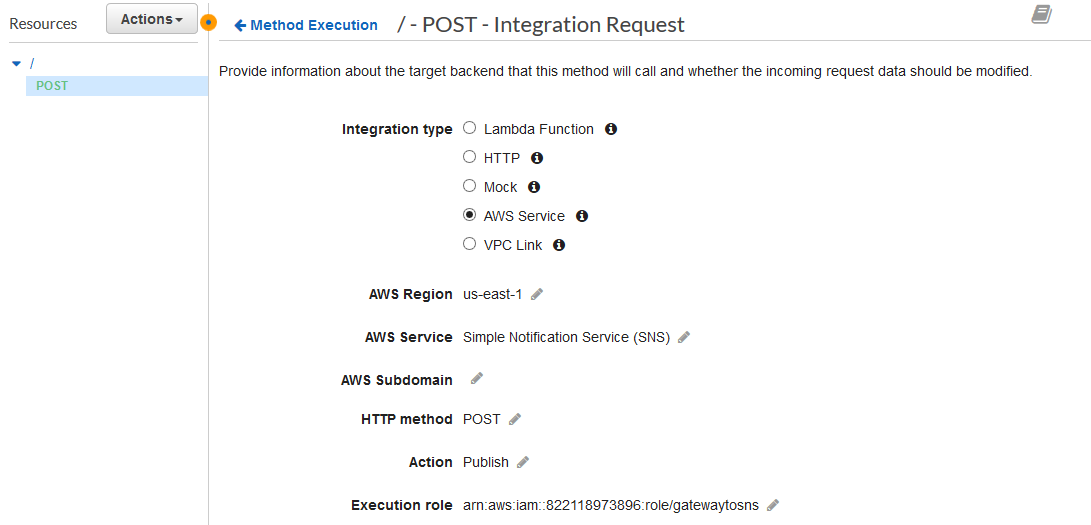 Resources
Actions
Method Execution
/ - POST - Integration Request
/
POST
Provide information about the target backend that this method will call and whether the incoming request data should be modified.
Integration type
Lambda Function
HTTP
Mock
AWS Service
VPC Link
AWS Region us-east-1
AWS Service Simple Notification Service (SNS)
AWS Subdomain
HTTP method POST
Action Publish
Execution role arn:aws:iam::822118973896:role/gatewaytosns